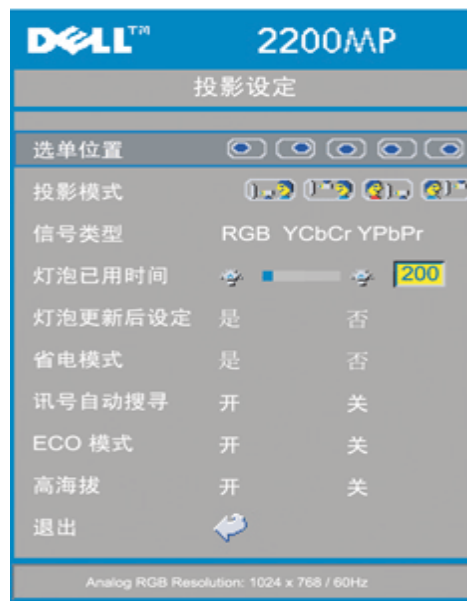 DELL™ 2200MP
投影设定
选单位置
投影模式
信号类型 RGB YCbCr YPbPr
灯泡已用时间 200
灯泡更新后设定 是 否
省电模式 是 否
讯号自动搜寻 开 关
ECO 模式 开 关
高海拔 开 关
退出
Analog RGB Resolution: 1024 x 768 / 60Hz